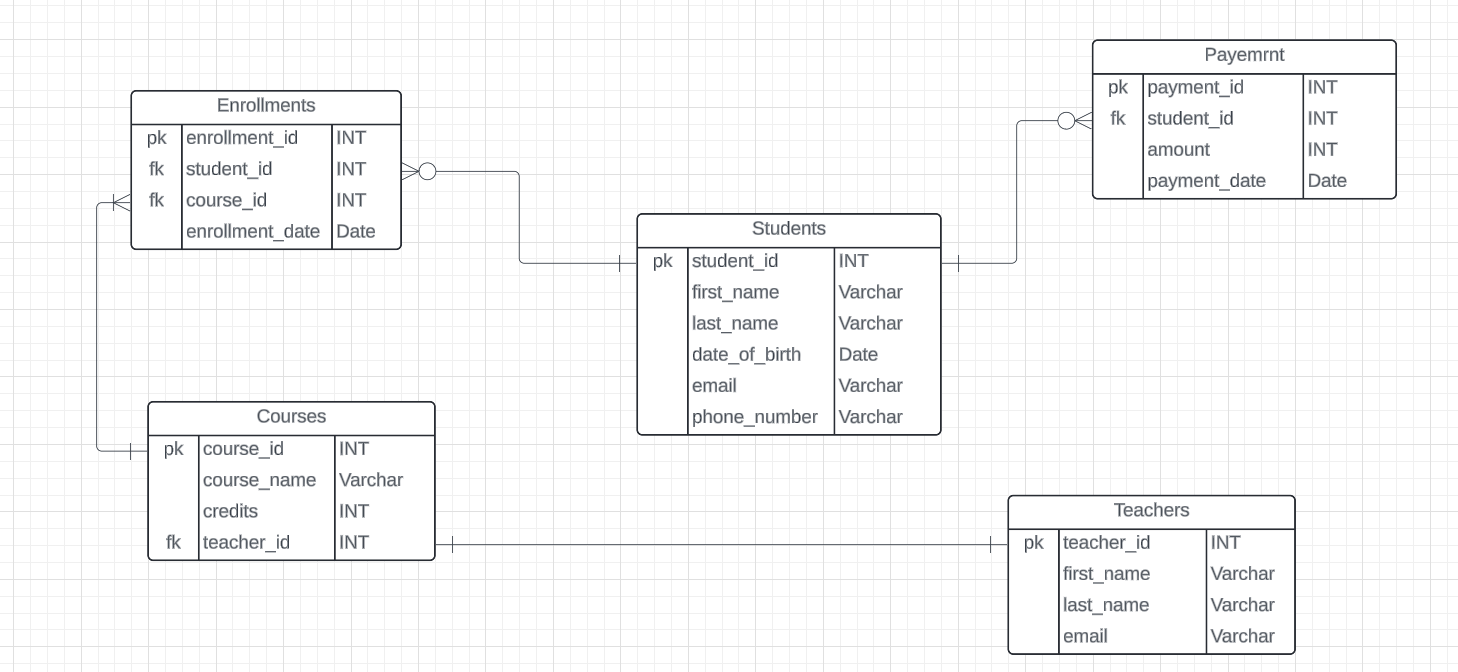 Enrollments
pk enrollment_id INT
fk student_id INT
fk course_id INT
enrollment_date Date
Payemrnt
pk payment_id INT
fk student_id INT
amount INT
payment_date Date
Students
pk student_id INT
first_name Varchar
last_name Varchar
date_of_birth Date
email Varchar
phone_number Varchar
Courses
pk course_id INT
course_name Varchar
credits INT
fk teacher_id INT
Teachers
pk teacher_id INT
first_name Varchar
last_name Varchar
email Varchar